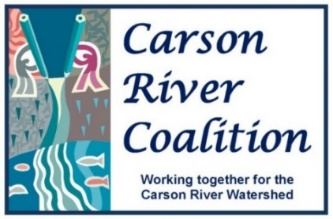 Carson
River
Coalition
Working together for the
Carson River Watershed